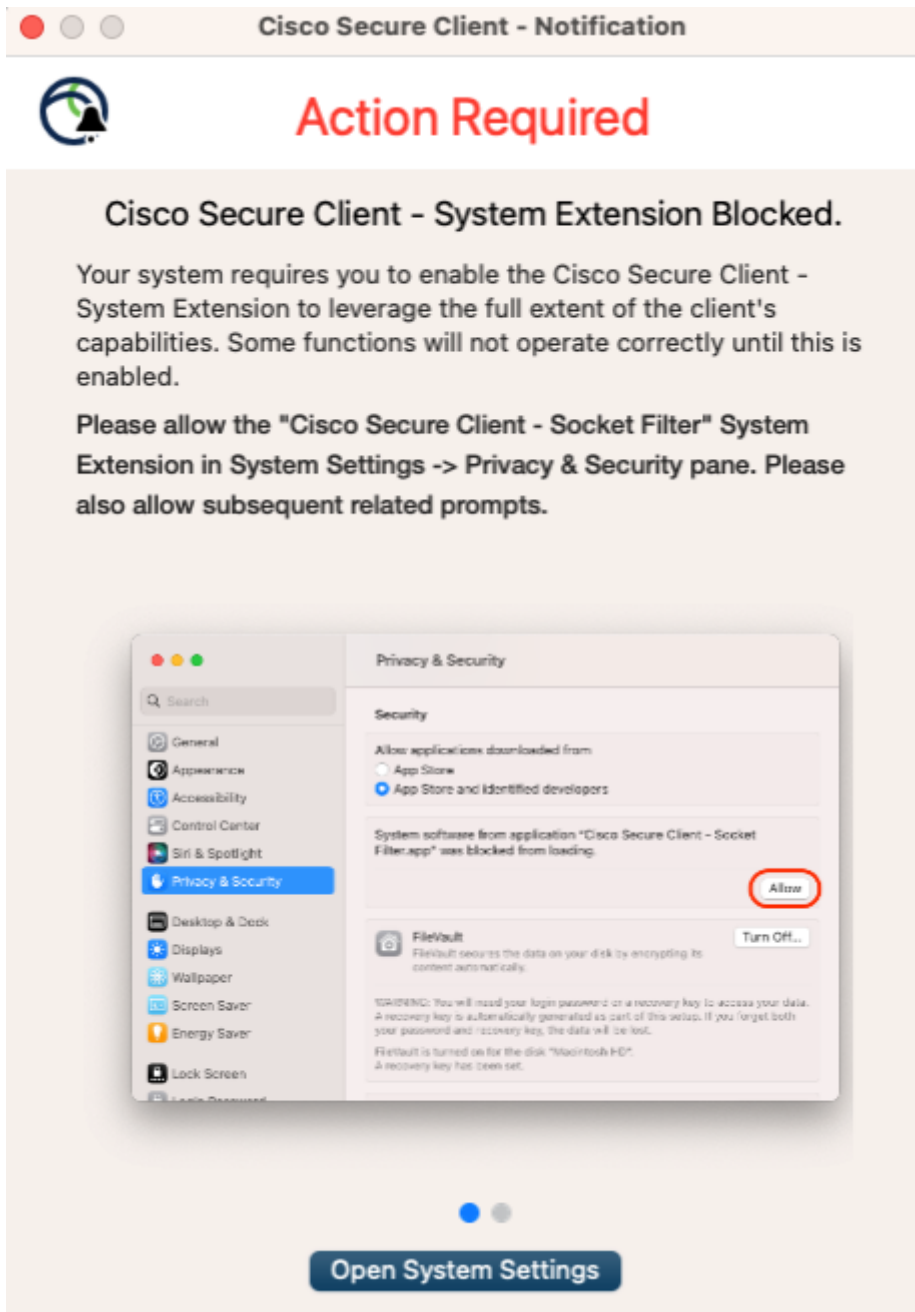 Cisco Secure Client - Notification
Action Required
Cisco Secure Client - System Extension Blocked.
Your system requires you to enable the Cisco Secure Client -
System Extension to leverage the full extent of the client's
capabilities. Some functions will not operate correctly until this is
enabled.
Please allow the "Cisco Secure Client - Socket Filter" System
Extension in System Settings -> Privacy & Security pane. Please
also allow subsequent related prompts.
Privacy & Security
Search
Security
General
Appearance
Accessibility
Control Center
Siri & Spotlight
Privacy & Security
Desktop & Dock
Displays
Wallpaper
Screen Saver
Energy Saver
Lock Screen
Login Password
Allow applications downloaded from
App Store
App Store and identified developers
System software from application "Cisco Secure Client - Socket
Filter.app" was blocked from loading.
Allow
FileVault
Turn Off...
FileVault secures the data on your disk by encrypting its
content automatically.
WARNING: You will need your login password or a recovery key to access your data.
A recovery key is automatically generated as part of this setup. If you forget both
your password and recovery key, the data will be lost.
FileVault is turned on for the disk "Macintosh HD".
A recovery key has been set.
Open System Settings